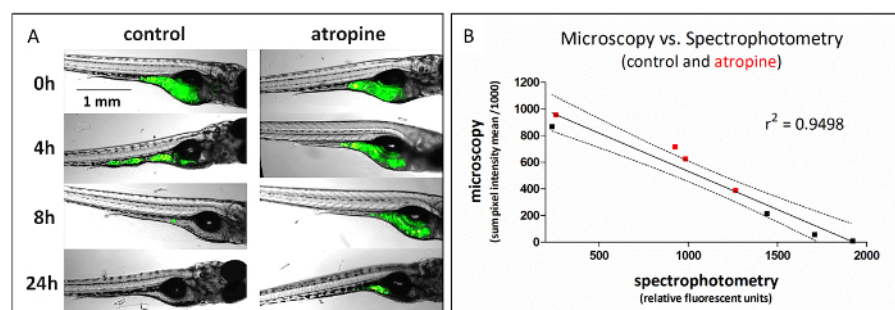 A
control
atropine
0h
1 mm
4h
8h
24h
B
Microscopy vs. Spectrophotometry
(control and atropine)
r² = 0.9498
microscopy
(sum pixel intensity mean /1000)
1200
1000
800
600
400
200
0
500
1000
1500
2000
spectrophotometry
(relative fluorescent units)